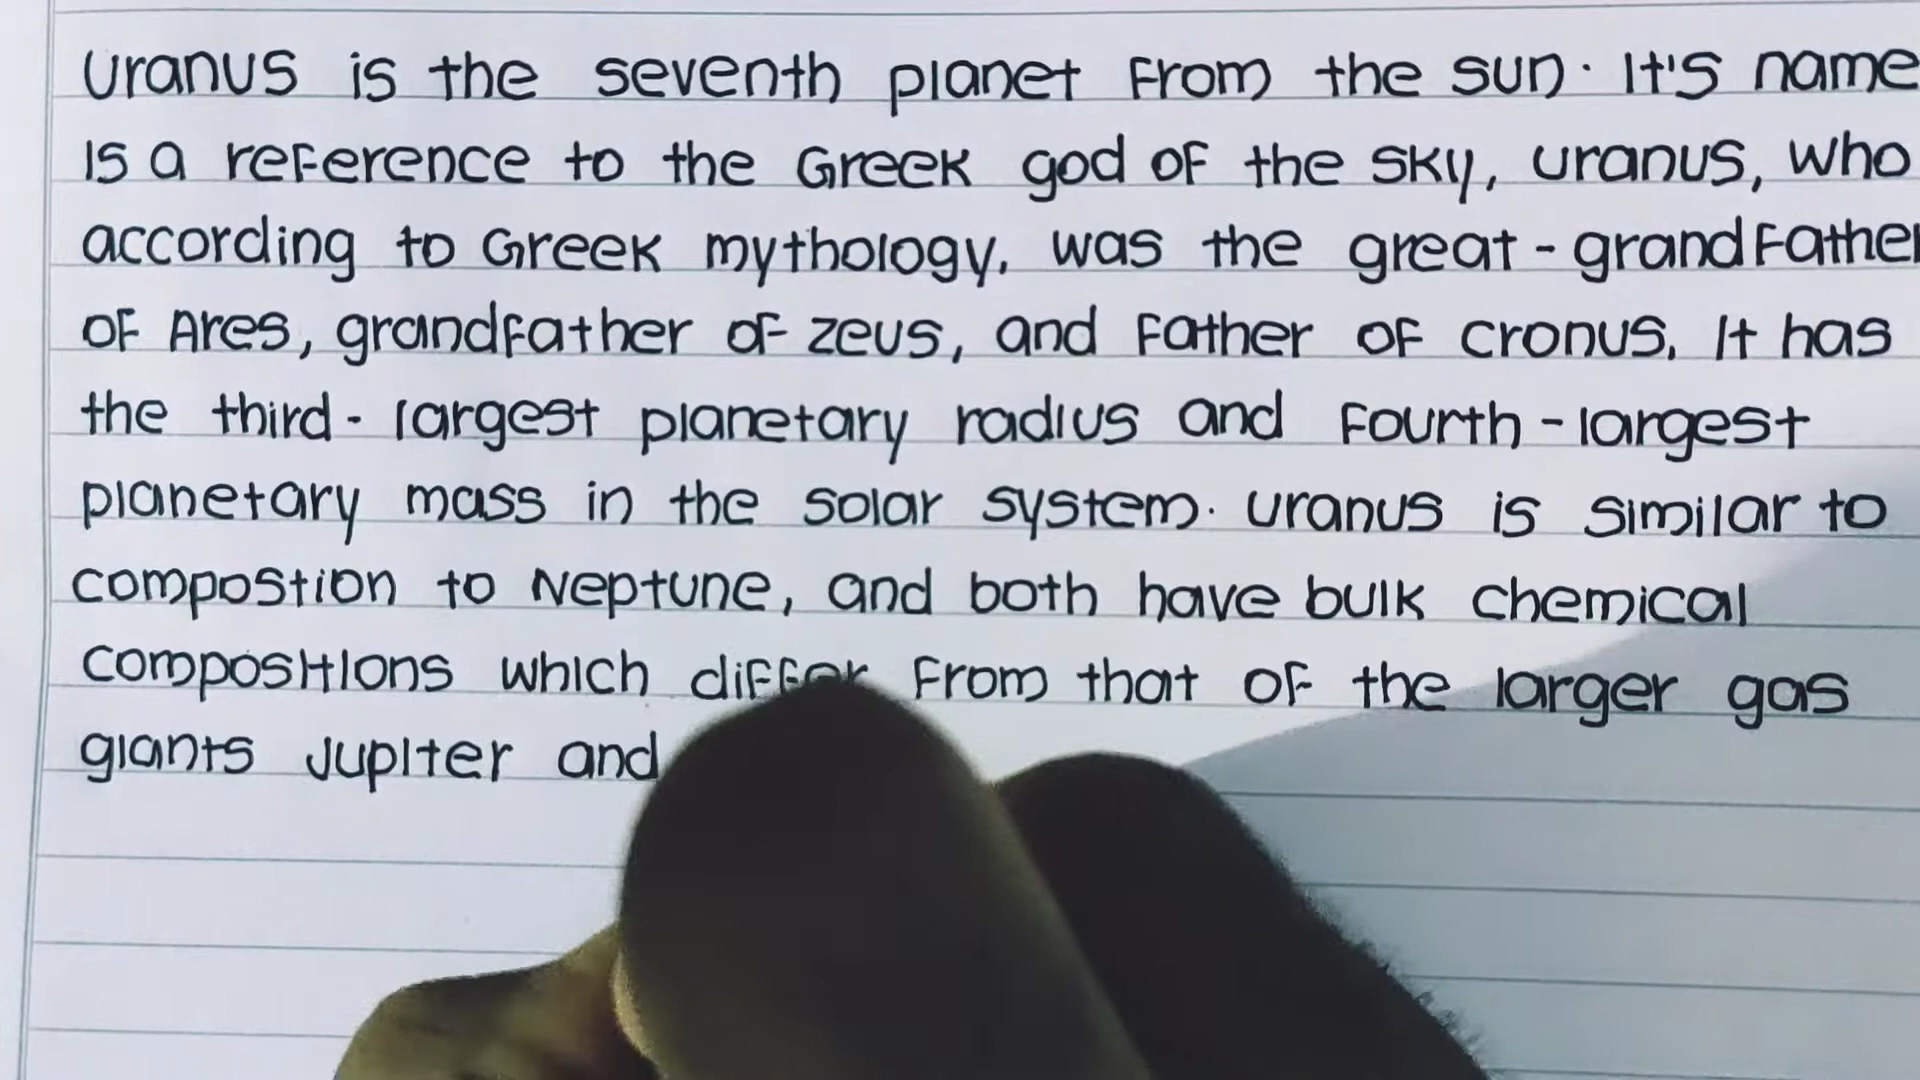 Uranus is the seventh planet From the sun. It's name
is a reference to the Greek god of the sky, Uranus, who
according to Greek mythology, was the great-grandfather
of Ares, grandfather of Zeus, and father of Cronus. It has
the third-largest planetary radius and fourth-largest
planetary mass in the solar system. Uranus is similar to
compostion to Neptune, and both have bulk chemical
compositions which differ from that of the larger gas
giants Jupiter and